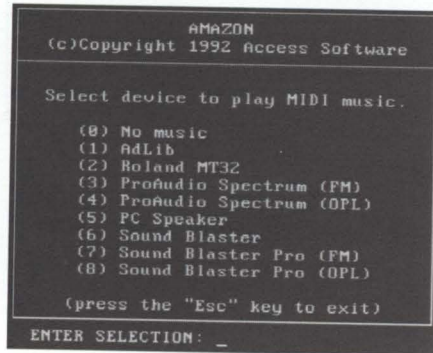 AMAZON
(c)Copyright 1992 Access Software
Select device to play MIDI music.
(0) No music
(1) AdLib
(2) Roland MT32
(3) ProAudio Spectrum (FM)
(4) ProAudio Spectrum (OPL)
(5) PC Speaker
(6) Sound Blaster
(7) Sound Blaster Pro (FM)
(8) Sound Blaster Pro (OPL)
(press the "Esc" key to exit)
ENTER SELECTION: _